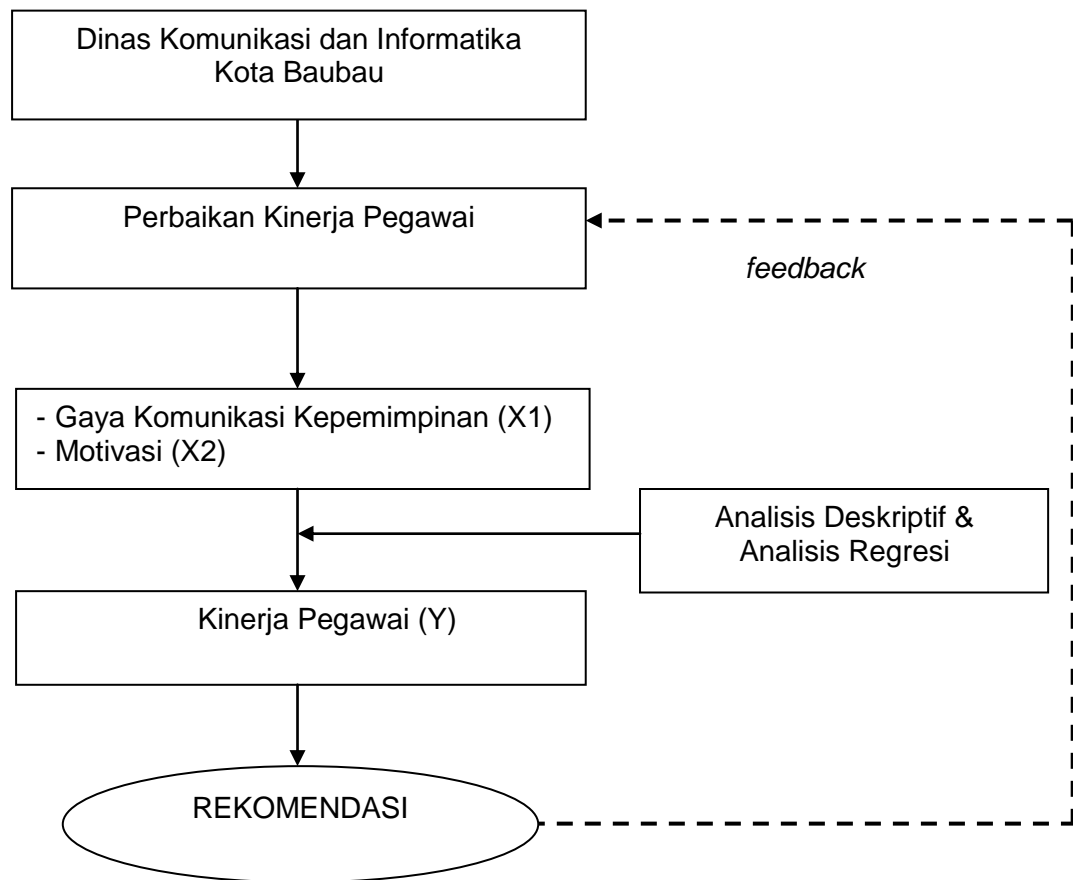 Dinas Komunikasi dan Informatika
Kota Baubau
Perbaikan Kinerja Pegawai
feedback
- Gaya Komunikasi Kepemimpinan (X1)
- Motivasi (X2)
Analisis Deskriptif &
Analisis Regresi
Kinerja Pegawai (Y)
REKOMENDASI